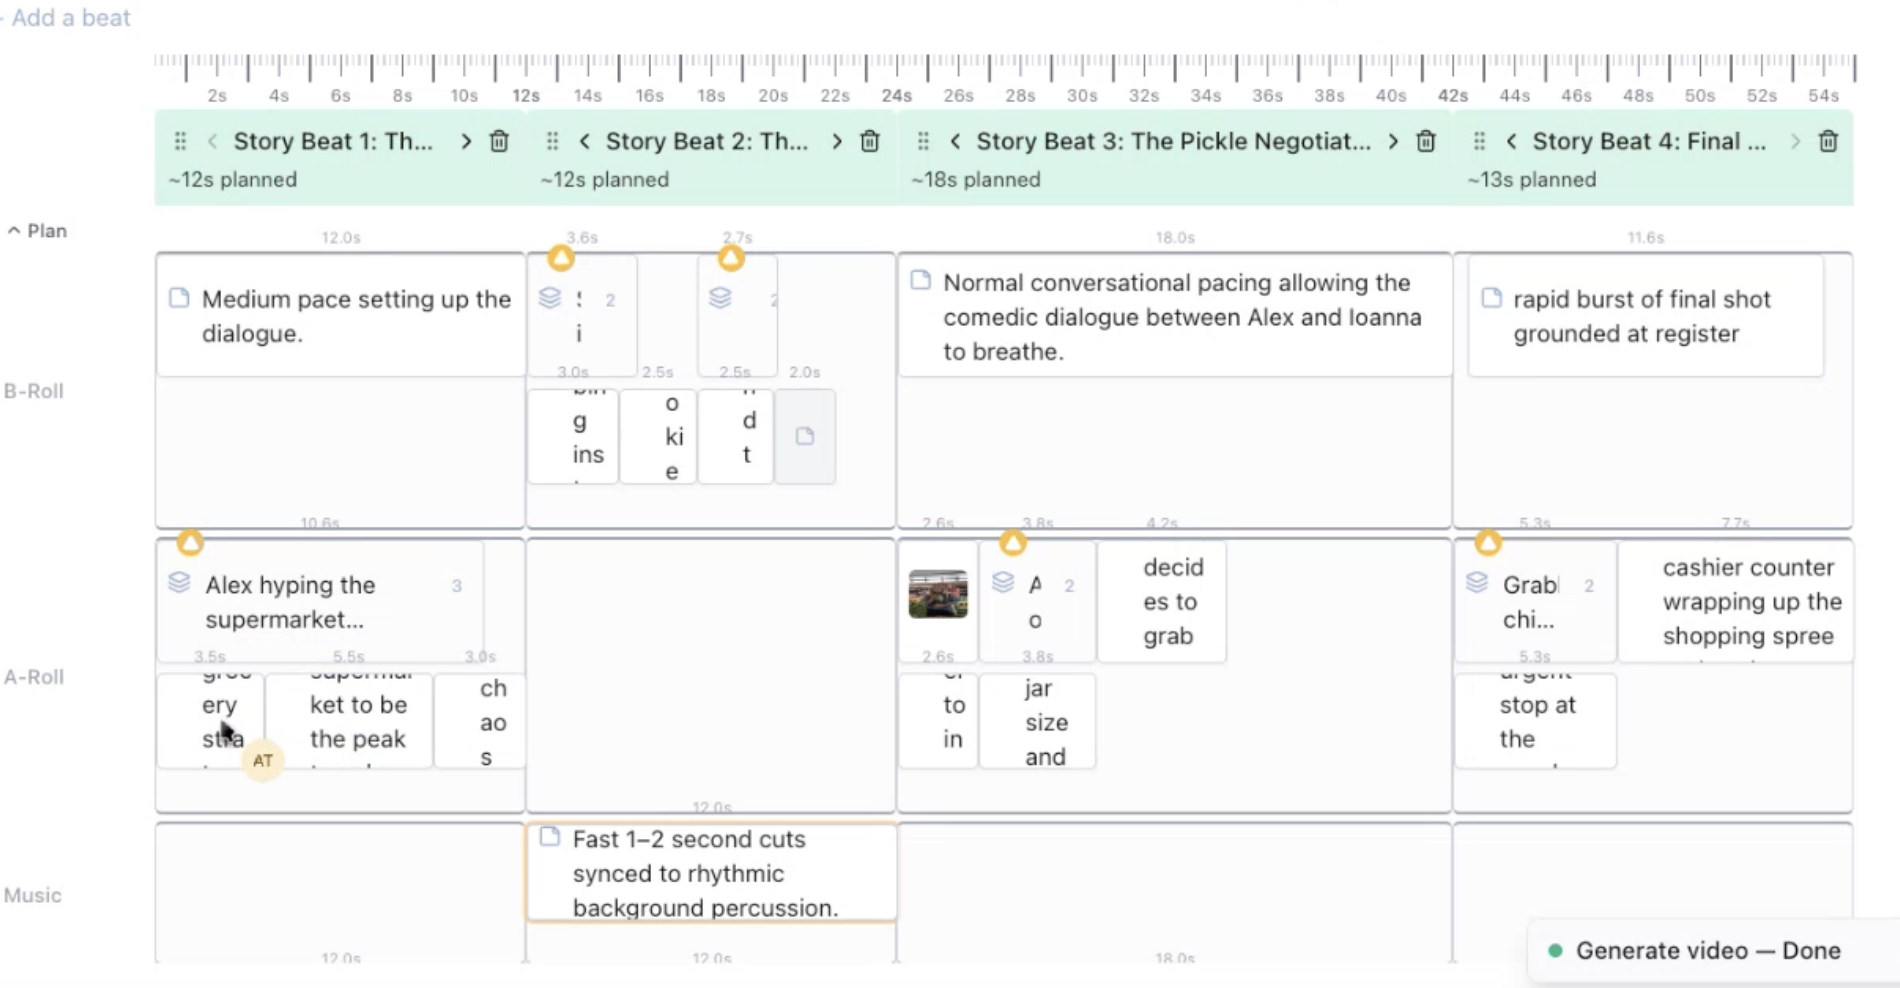 Add a beat
2s 4s 6s 8s 10s 12s 14s 16s 18s 20s 22s 24s 26s 28s 30s 32s 34s 36s 38s 40s 42s 44s 46s 48s 50s 52s 54s
Story Beat 1: Th...
~12s planned
Story Beat 2: Th...
~12s planned
Story Beat 3: The Pickle Negotiat...
~18s planned
Story Beat 4: Final ...
~13s planned
Plan
12.0s 3.6s 2.7s 18.0s 11.6s
B-Roll
Medium pace setting up the
dialogue.
2
i
2
Normal conversational pacing allowing the
comedic dialogue between Alex and Ioanna
to breathe.
rapid burst of final shot
grounded at register
3.0s 2.5s 2.5s 2.0s
g
ins
o
ki
e
d
t
10.6s 2.6s 3.8s 4.2s 5.3s 7.7s
A-Roll
Alex hyping the
supermarket...
3
A
o
2
decid
es to
grab
Grab
chi...
2
cashier counter
wrapping up the
shopping spree
3.5s 5.5s 3.0s 2.6s 3.8s 5.3s
grocery
ery
stra
AT
supermar
ket to be
the peak
ch
ao
s
to
in
jar
size
and
urgent
stop at
the
12.0s
Music
Fast 1–2 second cuts
synced to rhythmic
background percussion.
12.0s 12.0s 18.0s
Generate video — Done